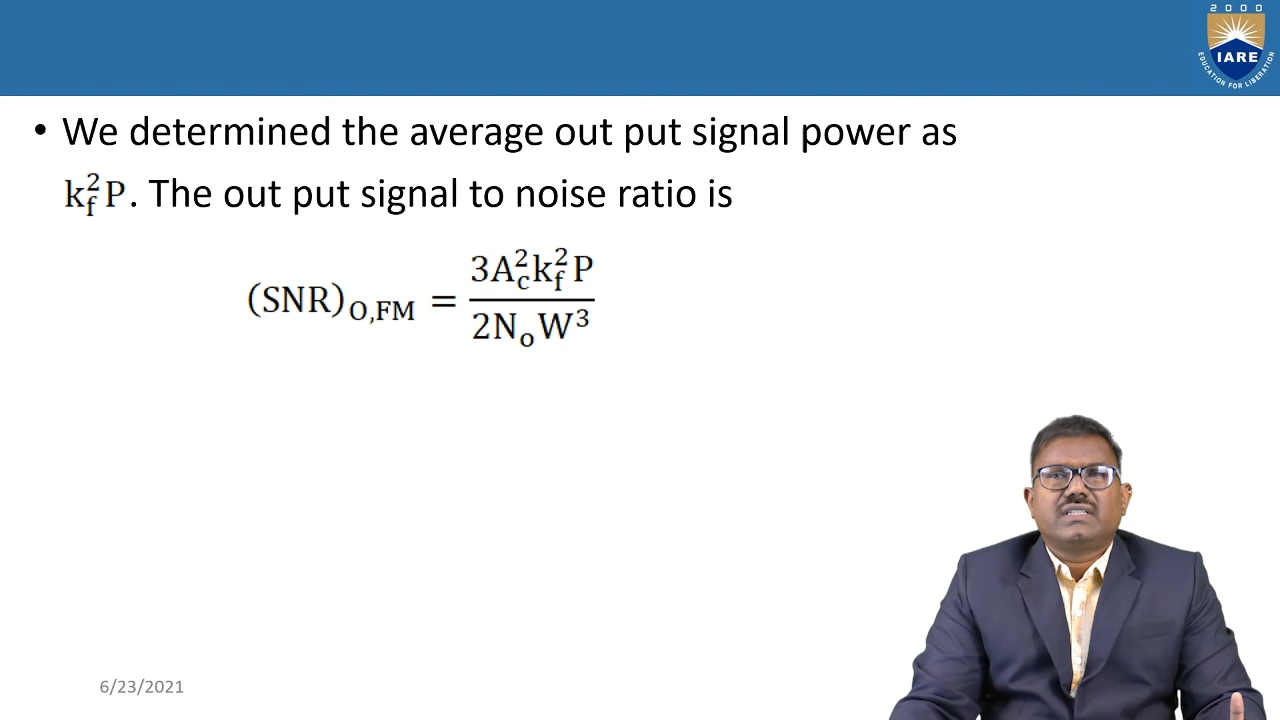 2000
IARE
EDUCATION FOR LIBERATION
• We determined the average out put signal power as
k_f^2 P. The out put signal to noise ratio is
(SNR)_{O,FM} = \frac{3A_c^2 k_f^2 P}{2N_o W^3}
6/23/2021